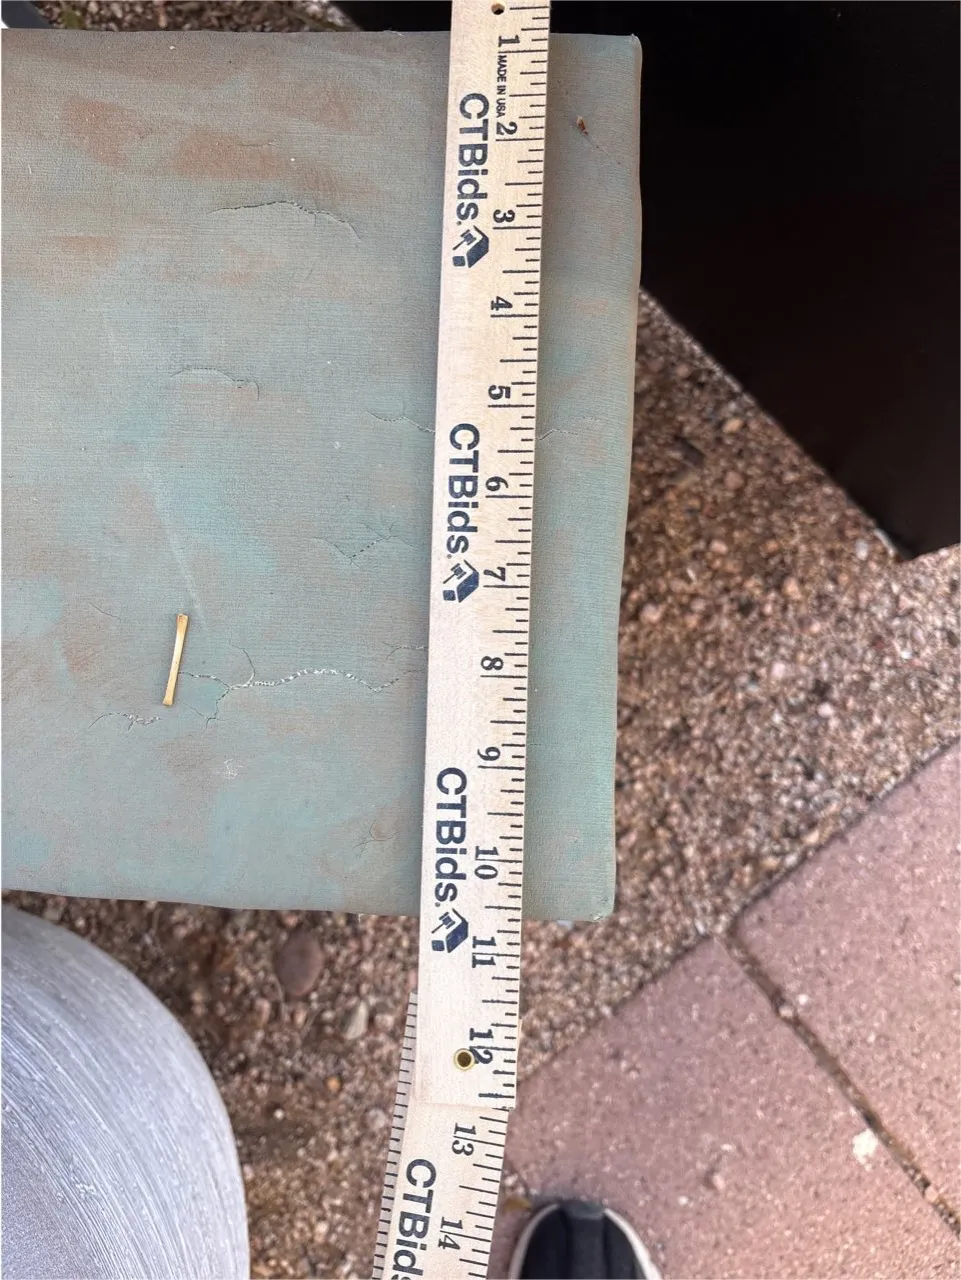 1 MADE IN USA
2
CTBids.
3
4
5
CTBids.
6
7
8
9
CTBids.
10
11
12
13
CTBids
14